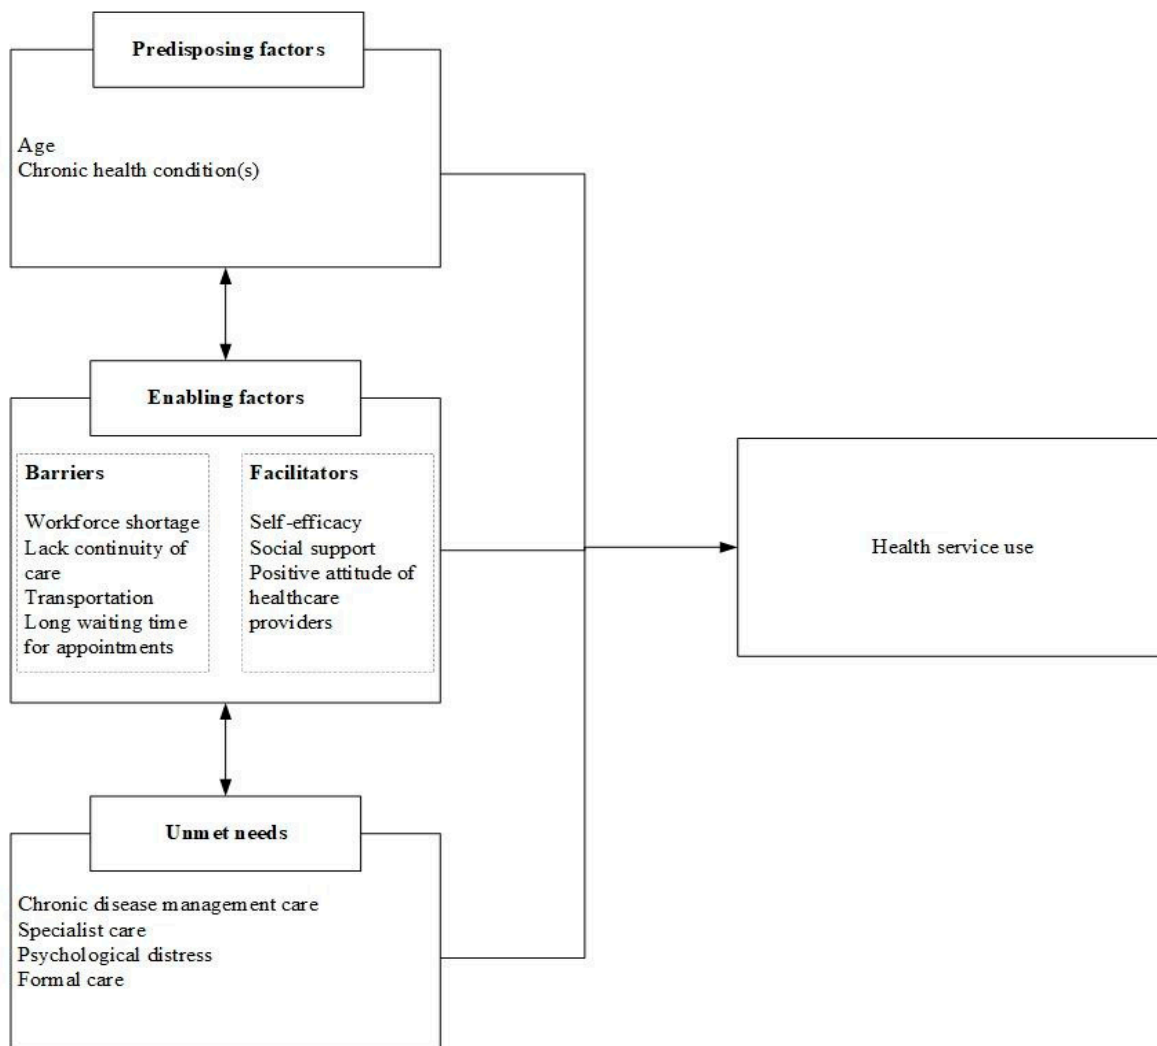 Predisposing factors
Age
Chronic health condition(s)
Enabling factors
Barriers
Workforce shortage
Lack continuity of
care
Transportation
Long waiting time
for appointments
Facilitators
Self-efficacy
Social support
Positive attitude of
healthcare
providers
Health service use
Unmet needs
Chronic disease management care
Specialist care
Psychological distress
Formal care